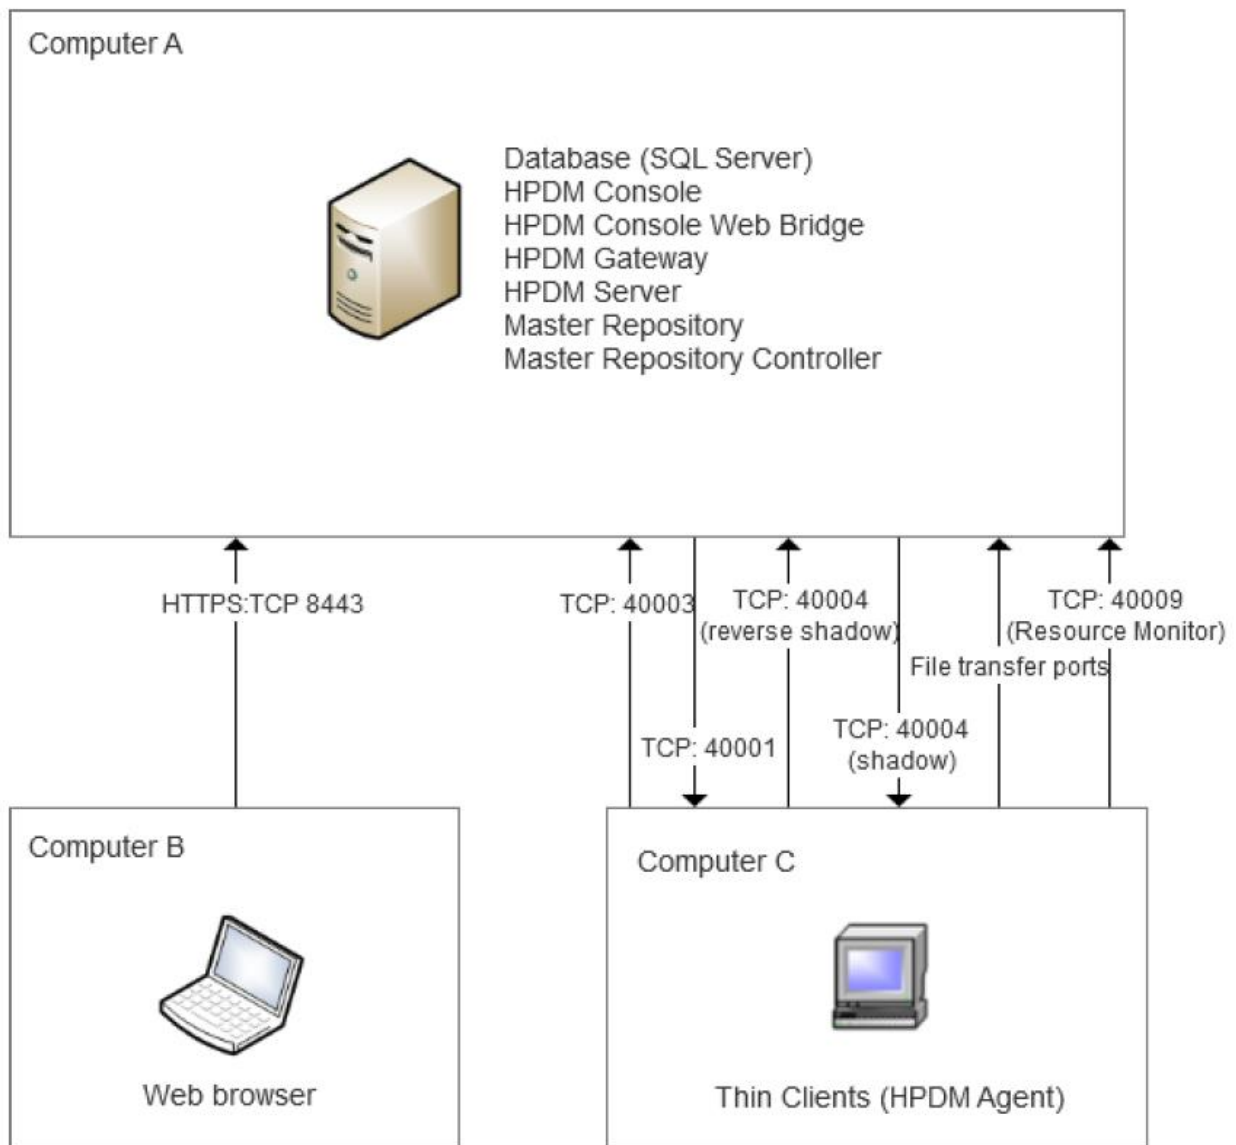 Computer A
Database (SQL Server)
HPDM Console
HPDM Console Web Bridge
HPDM Gateway
HPDM Server
Master Repository
Master Repository Controller
HTTPS:TCP 8443
TCP: 40003
TCP: 40004
(reverse shadow)
TCP: 40009
(Resource Monitor)
File transfer ports
TCP: 40001
TCP: 40004
(shadow)
Computer B
Web browser
Computer C
Thin Clients (HPDM Agent)